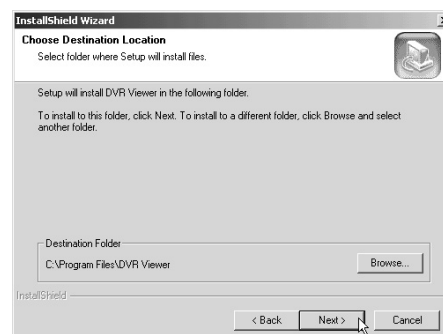 InstallShield Wizard
Choose Destination Location
Select folder where Setup will install files.
Setup will install DVR Viewer in the following folder.
To install to this folder, click Next. To install to a different folder, click Browse and select
another folder.
Destination Folder
C:\Program Files\DVR Viewer
Browse...
InstallShield
< Back
Next >
Cancel